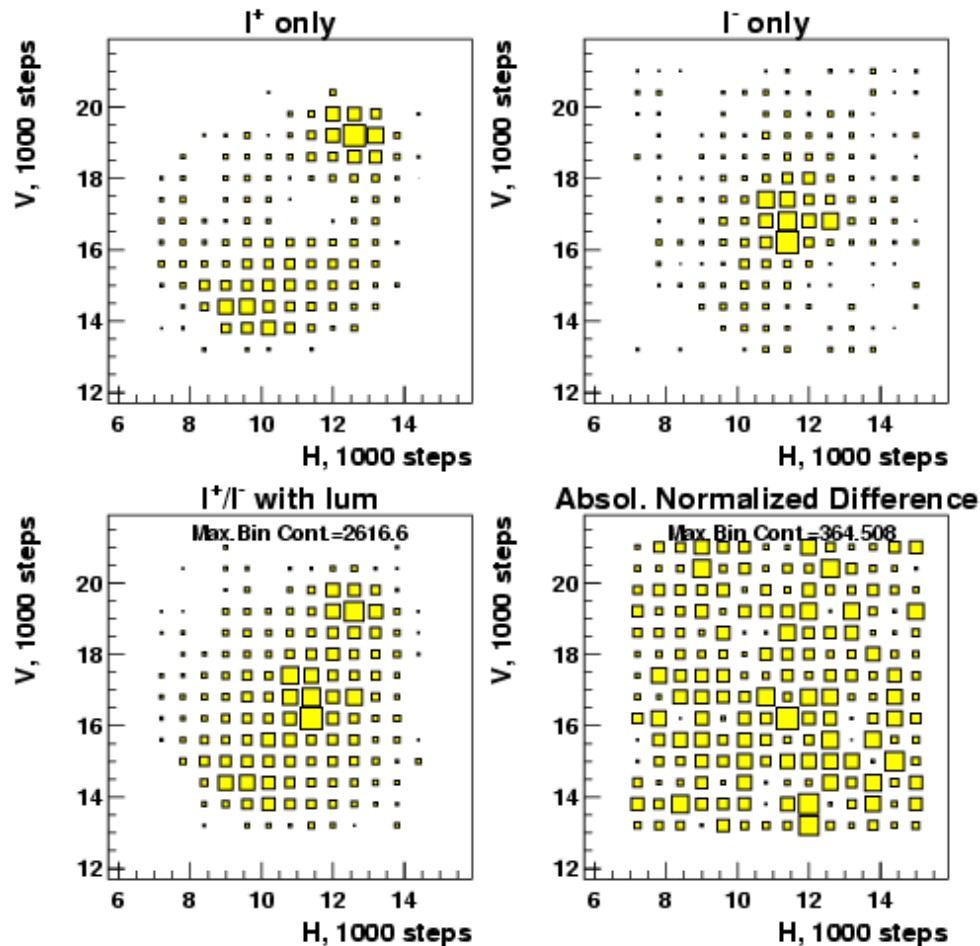 I⁺ only
V, 1000 steps
20
18
16
14
12
6 8 10 12 14
H, 1000 steps
I⁻ only
V, 1000 steps
20
18
16
14
12
6 8 10 12 14
H, 1000 steps
I⁺/I⁻ with lum
Max.Bin Cont.=2616.6
V, 1000 steps
20
18
16
14
12
6 8 10 12 14
H, 1000 steps
Absol. Normalized Difference
Max.Bin Cont.=364.508
V, 1000 steps
20
18
16
14
12
6 8 10 12 14
H, 1000 steps